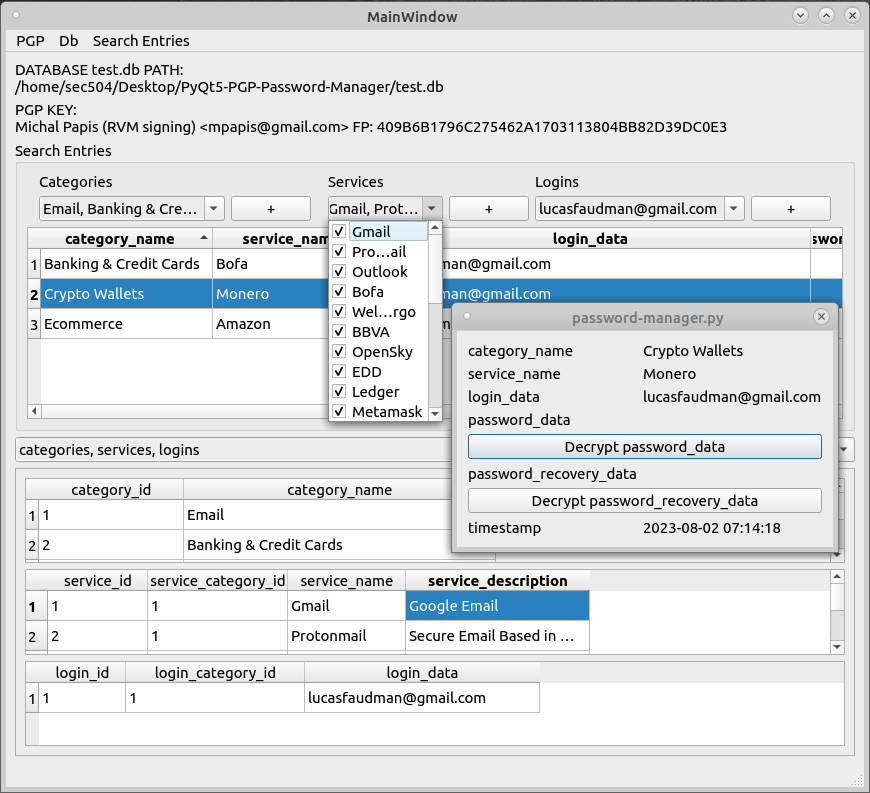 MainWindow
PGP Db Search Entries
DATABASE test.db PATH:
/home/sec504/Desktop/PyQt5-PGP-Password-Manager/test.db
PGP KEY:
Michal Papis (RVM signing) <mpapis@gmail.com> FP: 409B6B1796C275462A1703113804BB82D39DC0E3
Search Entries
Categories Services Logins
Email, Banking & Cre... + Gmail, Prot... + lucasfaudman@gmail.com +
category_name service_nam login_data swor
1 Banking & Credit Cards Bofa man@gmail.com
2 Crypto Wallets Monero man@gmail.com
3 Ecommerce Amazon
Gmail
Pro...ail
Outlook
Bofa
Wel...rgo
BBVA
OpenSky
EDD
Ledger
Metamask
password-manager.py
category_name Crypto Wallets
service_name Monero
login_data lucasfaudman@gmail.com
password_data
Decrypt password_data
password_recovery_data
Decrypt password_recovery_data
timestamp 2023-08-02 07:14:18
categories, services, logins
category_id category_name
1 1 Email
2 2 Banking & Credit Cards
service_id service_category_id service_name service_description
1 1 1 Gmail Google Email
2 2 1 Protonmail Secure Email Based in ...
login_id login_category_id login_data
1 1 1 lucasfaudman@gmail.com